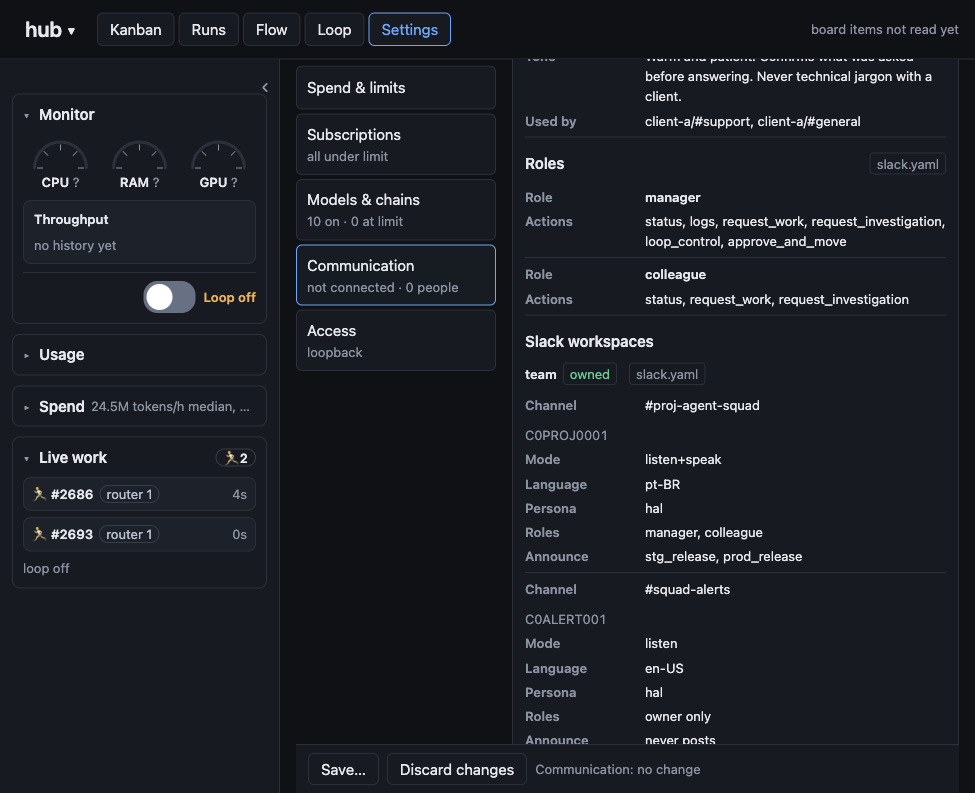 hub ▾
Kanban
Runs
Flow
Loop
Settings
board items not read yet
Monitor
CPU ?
RAM ?
GPU ?
Throughput
no history yet
Loop off
Usage
Spend 24.5M tokens/h median, ...
Live work
2
#2686 router 1 4s
#2693 router 1 0s
loop off
Spend & limits
Subscriptions
all under limit
Models & chains
10 on · 0 at limit
Communication
not connected · 0 people
Access
loopback
before answering. Never technical jargon with a
client.
Used by client-a/#support, client-a/#general
Roles slack.yaml
Role manager
Actions status, logs, request_work, request_investigation,
loop_control, approve_and_move
Role colleague
Actions status, request_work, request_investigation
Slack workspaces
team owned slack.yaml
Channel #proj-agent-squad
C0PROJ0001
Mode listen+speak
Language pt-BR
Persona hal
Roles manager, colleague
Announce stg_release, prod_release
Channel #squad-alerts
C0ALERT001
Mode listen
Language en-US
Persona hal
Roles owner only
Announce never posts
Save...
Discard changes
Communication: no change